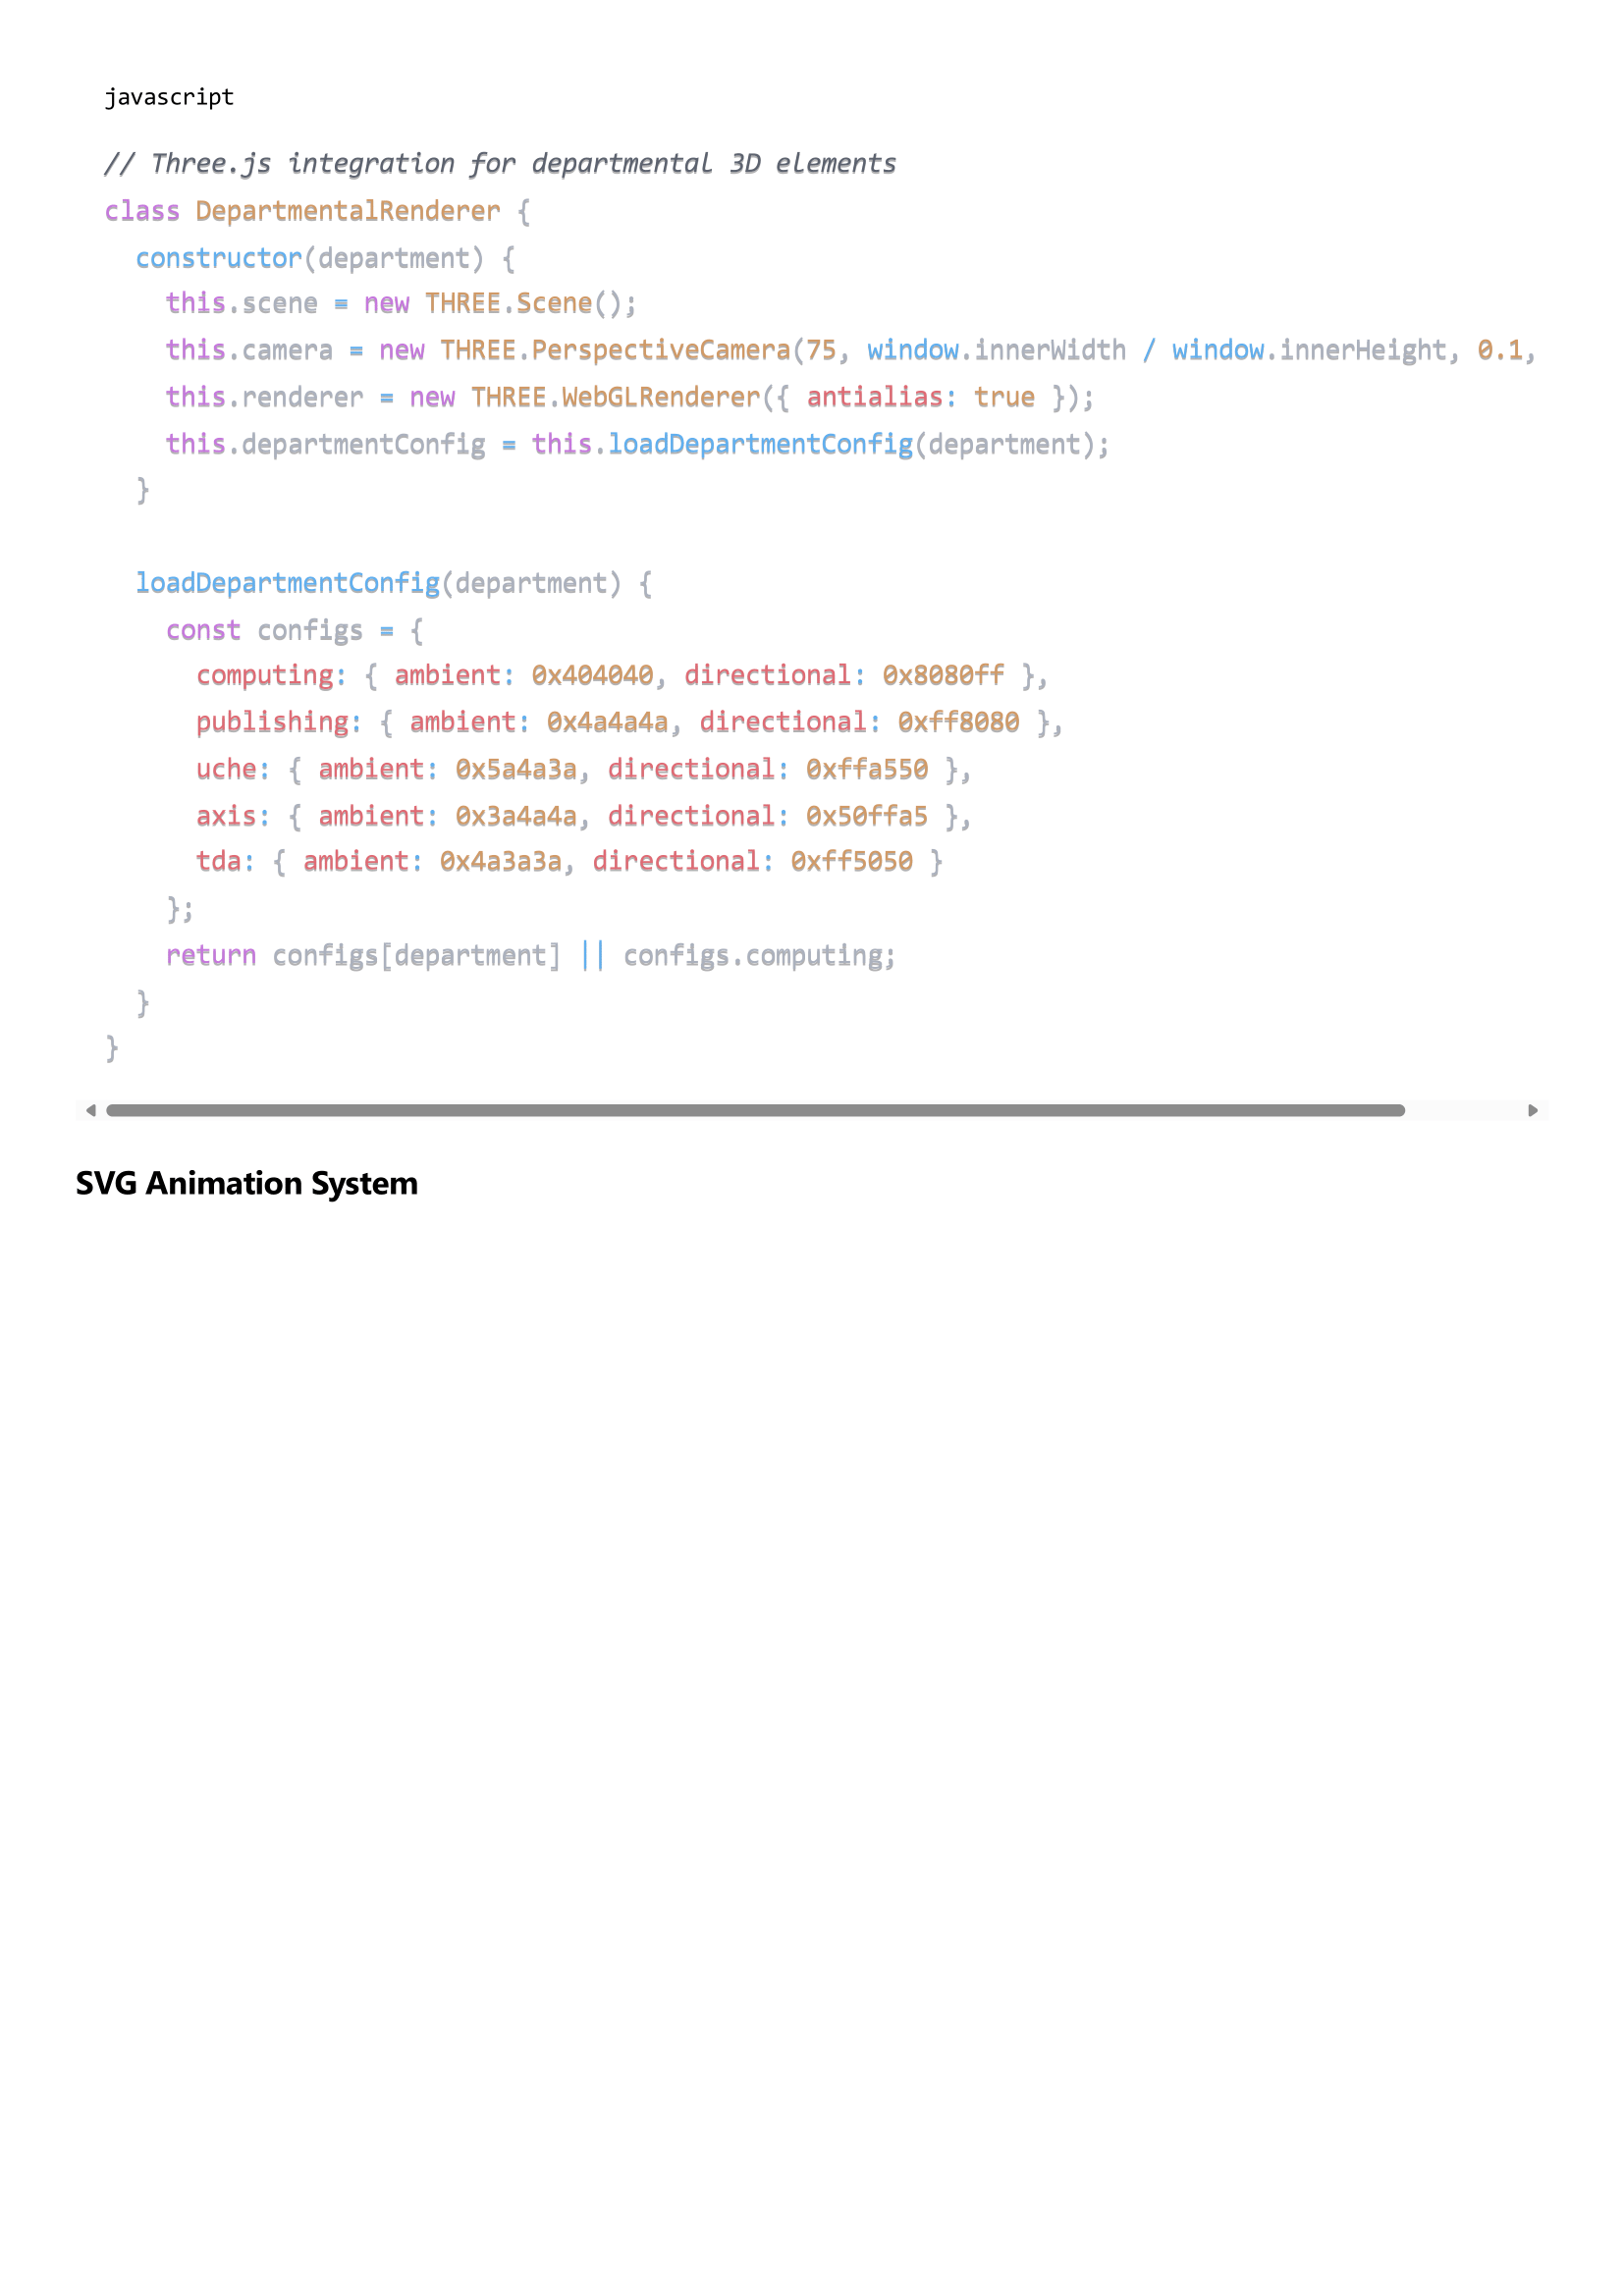 javascript
// Three.js integration for departmental 3D elements
class DepartmentalRenderer {
  constructor(department) {
    this.scene = new THREE.Scene();
    this.camera = new THREE.PerspectiveCamera(75, window.innerWidth / window.innerHeight, 0.1,
    this.renderer = new THREE.WebGLRenderer({ antialias: true });
    this.departmentConfig = this.loadDepartmentConfig(department);
  }
  loadDepartmentConfig(department) {
    const configs = {
      computing: { ambient: 0x404040, directional: 0x8080ff },
      publishing: { ambient: 0x4a4a4a, directional: 0xff8080 },
      uche: { ambient: 0x5a4a3a, directional: 0xffa550 },
      axis: { ambient: 0x3a4a4a, directional: 0x50ffa5 },
      tda: { ambient: 0x4a3a3a, directional: 0xff5050 }
    };
    return configs[department] || configs.computing;
  }
}
SVG Animation System